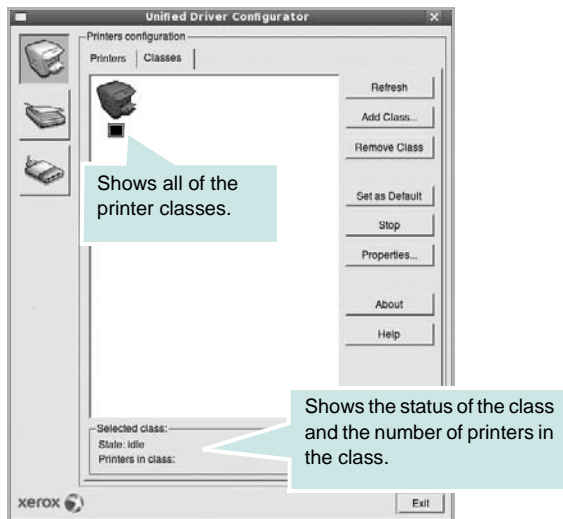 Unified Driver Configurator
Printers configuration
Printers Classes
Refresh
Add Class...
Remove Class
Shows all of the
printer classes.
Set as Default
Stop
Properties...
About
Help
Shows the status of the class
and the number of printers in
the class.
Selected class:
State: idle
Printers in class:
xerox
Exit